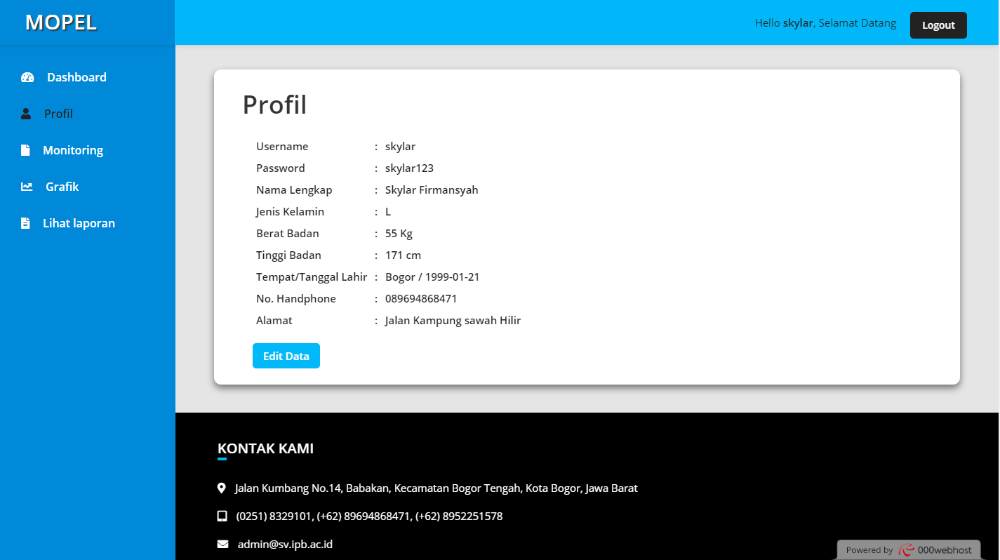 MOPEL
Hello skylar, Selamat Datang
Logout
Dashboard
Profil
Monitoring
Grafik
Lihat laporan
Profil
Username : skylar
Password : skylar123
Nama Lengkap : Skylar Firmansyah
Jenis Kelamin : L
Berat Badan : 55 Kg
Tinggi Badan : 171 cm
Tempat/Tanggal Lahir : Bogor / 1999-01-21
No. Handphone : 089694868471
Alamat : Jalan Kampung sawah Hilir
Edit Data
KONTAK KAMI
Jalan Kumbang No.14, Babakan, Kecamatan Bogor Tengah, Kota Bogor, Jawa Barat
(0251) 8329101, (+62) 89694868471, (+62) 8952251578
admin@sv.ipb.ac.id
Powered by 000webhost